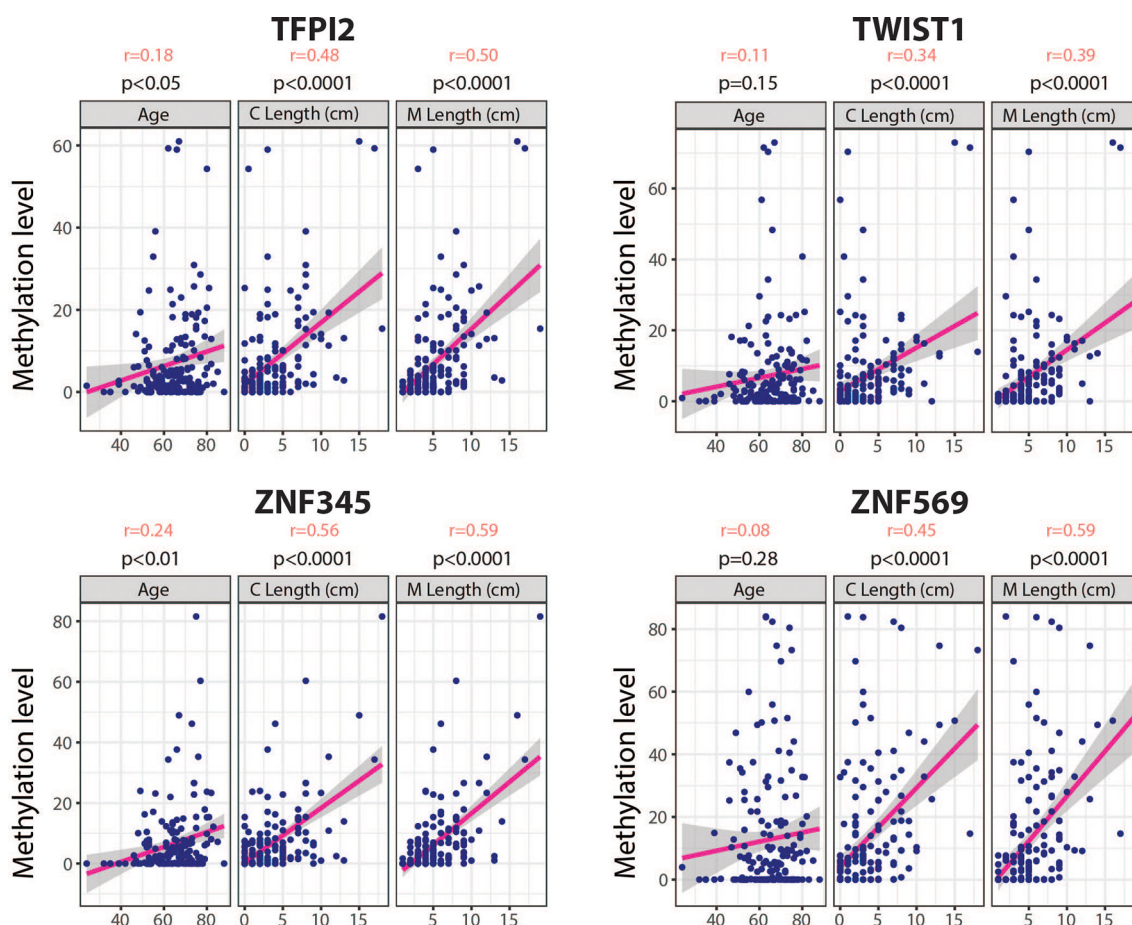 TFPI2
r=0.18 r=0.48 r=0.50
p<0.05 p<0.0001 p<0.0001
Age C Length (cm) M Length (cm)
Methylation level
60
40
20
0
40 60 80 0 5 10 15 5 10 15
TWIST1
r=0.11 r=0.34 r=0.39
p=0.15 p<0.0001 p<0.0001
Age C Length (cm) M Length (cm)
Methylation level
60
40
20
0
40 60 80 0 5 10 15 5 10 15
ZNF345
r=0.24 r=0.56 r=0.59
p<0.01 p<0.0001 p<0.0001
Age C Length (cm) M Length (cm)
Methylation level
80
60
40
20
0
40 60 80 0 5 10 15 5 10 15
ZNF569
r=0.08 r=0.45 r=0.59
p=0.28 p<0.0001 p<0.0001
Age C Length (cm) M Length (cm)
Methylation level
80
60
40
20
0
40 60 80 0 5 10 15 5 10 15